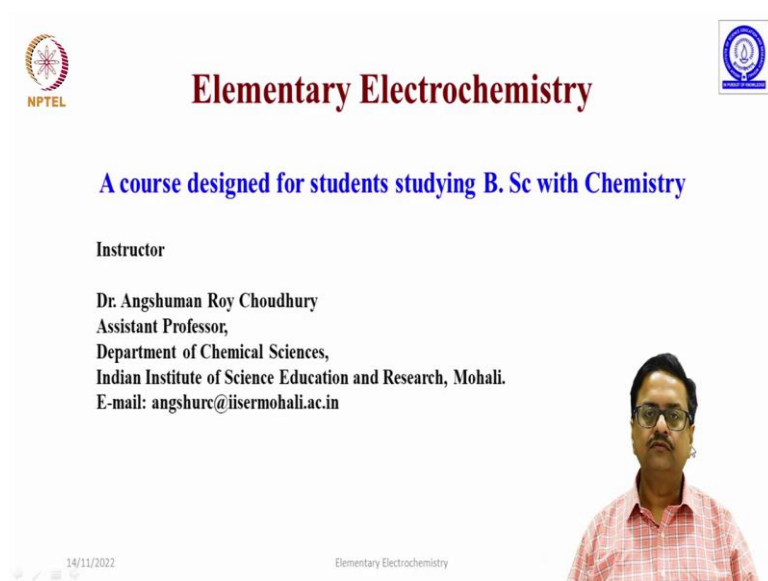 NPTEL
Elementary Electrochemistry
A course designed for students studying B. Sc with Chemistry
Instructor
Dr. Angshuman Roy Choudhury
Assistant Professor,
Department of Chemical Sciences,
Indian Institute of Science Education and Research, Mohali.
E-mail: angshurc@iisermohali.ac.in
14/11/2022
Elementary Electrochemistry